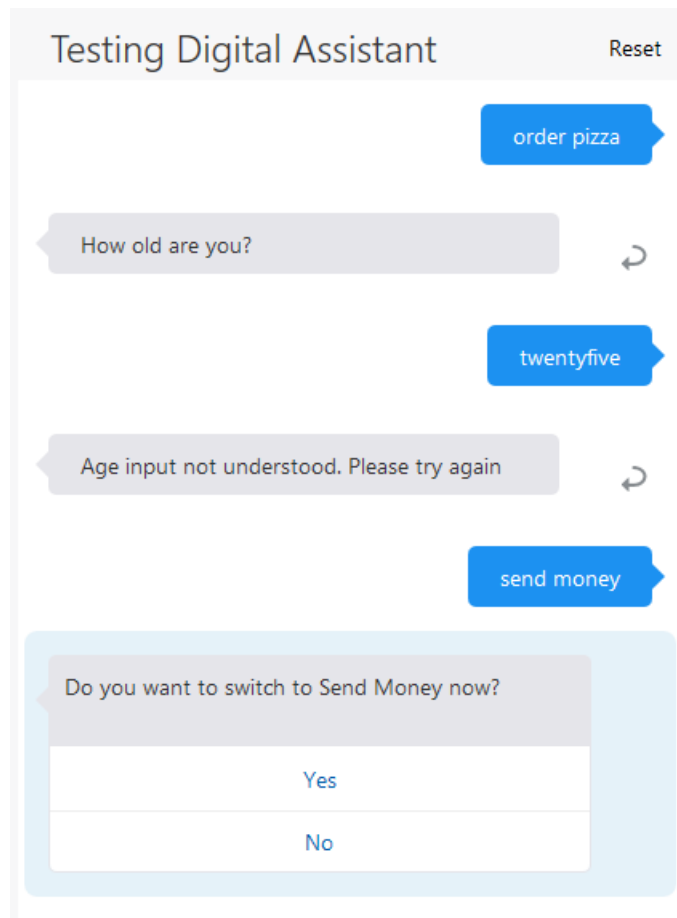 Testing Digital Assistant
Reset
order pizza
How old are you?
twentyfive
Age input not understood. Please try again
send money
Do you want to switch to Send Money now?
Yes
No